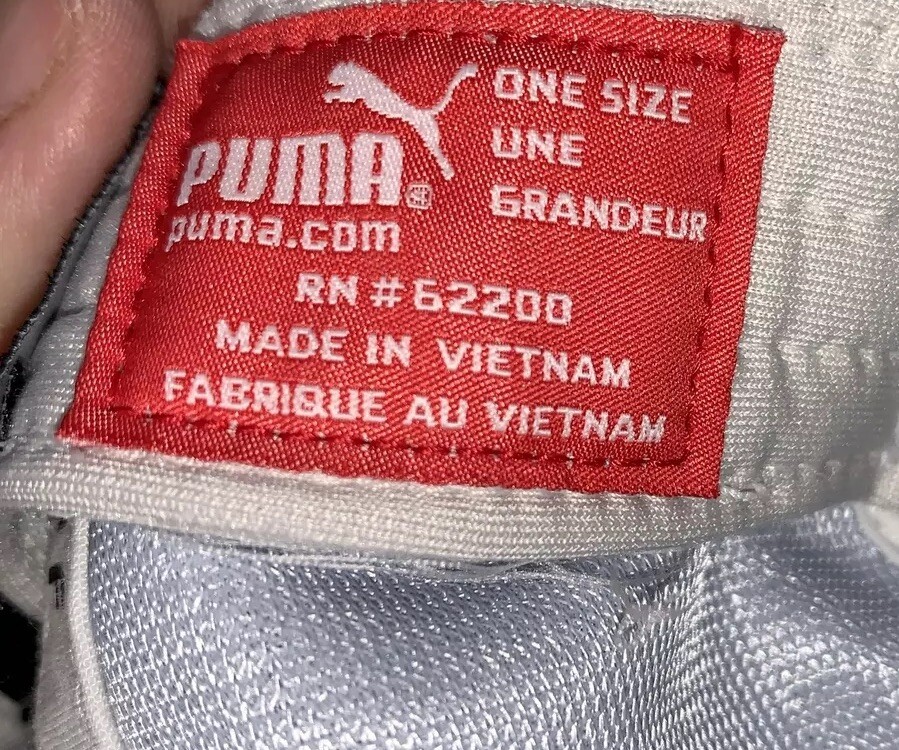 PUMA®
puma.com
ONE SIZE
UNE
GRANDEUR
RN #62200
MADE IN VIETNAM
FABRIQUE AU VIETNAM